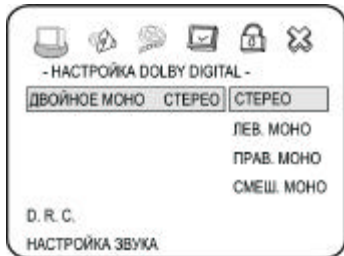 - НАСТРОЙКА DOLBY DIGITAL -
ДВОЙНОЕ МОНО СТЕРЕО СТЕРЕО
ЛЕВ. МОНО
ПРАВ. МОНО
СМЕШ. МОНО
D. R. C.
НАСТРОЙКА ЗВУКА